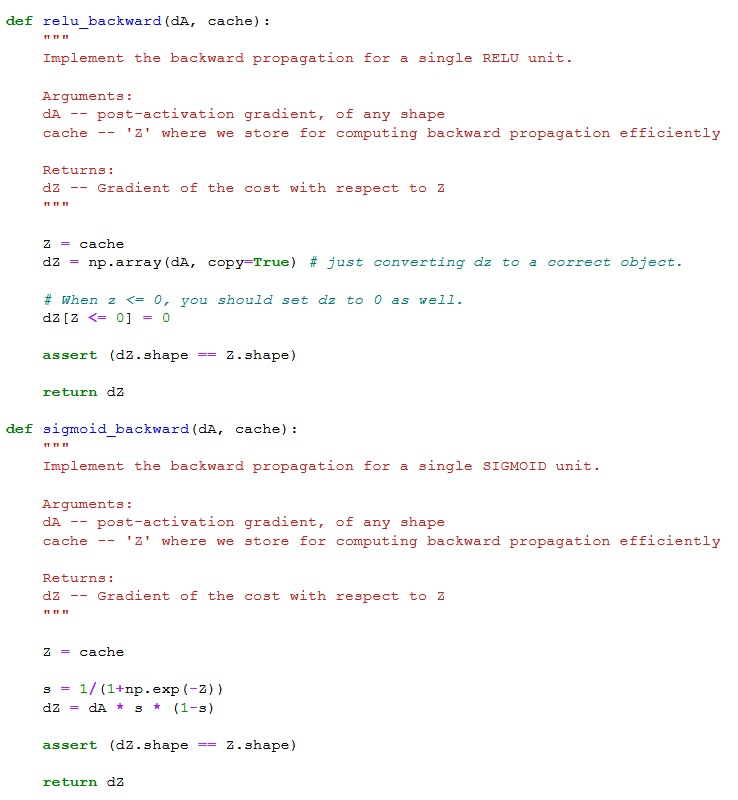 def relu_backward(dA, cache):
    """
    Implement the backward propagation for a single RELU unit.

    Arguments:
    dA -- post-activation gradient, of any shape
    cache -- 'Z' where we store for computing backward propagation efficiently

    Returns:
    dZ -- Gradient of the cost with respect to Z
    """

    Z = cache
    dZ = np.array(dA, copy=True) # just converting dz to a correct object.

    # When z <= 0, you should set dz to 0 as well.
    dZ[Z <= 0] = 0

    assert (dZ.shape == Z.shape)

    return dZ

def sigmoid_backward(dA, cache):
    """
    Implement the backward propagation for a single SIGMOID unit.

    Arguments:
    dA -- post-activation gradient, of any shape
    cache -- 'Z' where we store for computing backward propagation efficiently

    Returns:
    dZ -- Gradient of the cost with respect to Z
    """

    Z = cache

    s = 1/(1+np.exp(-Z))
    dZ = dA * s * (1-s)

    assert (dZ.shape == Z.shape)

    return dZ